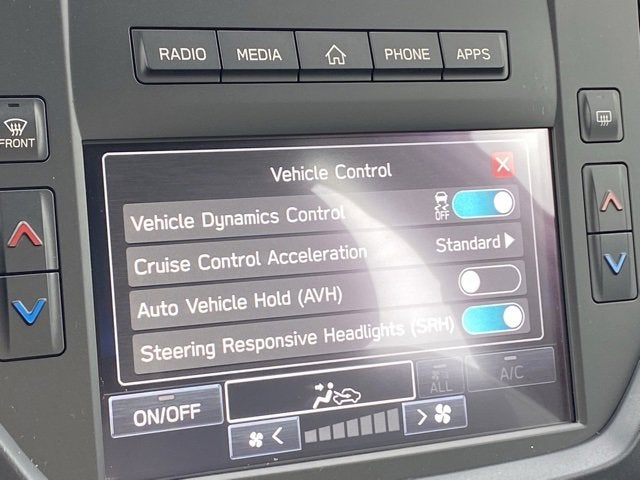 RADIO MEDIA PHONE APPS
FRONT
Vehicle Control
Vehicle Dynamics Control OFF
Cruise Control Acceleration Standard
Auto Vehicle Hold (AVH)
Steering Responsive Headlights (SRH)
ON/OFF ALL A/C